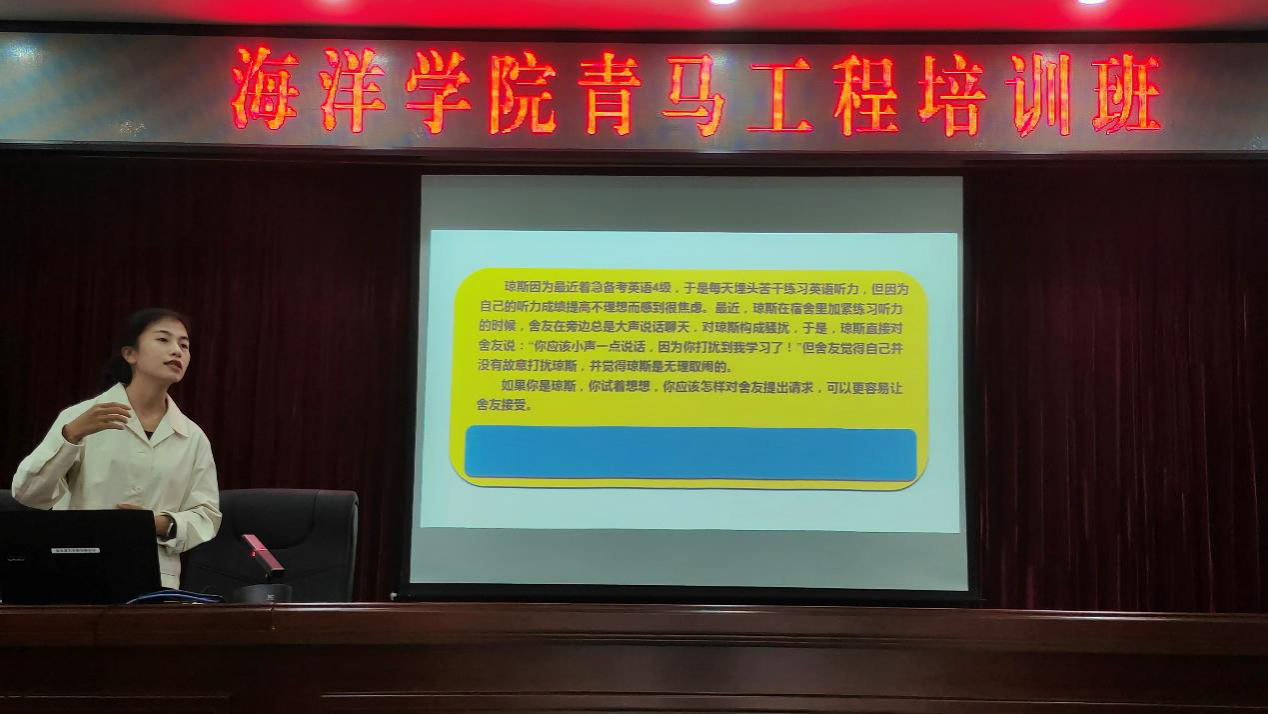 海洋学院青马工程培训班
琼斯因为最近着急备考英语4级，于是每天埋头苦干练习英语听力，但因为
自己的听力成绩提高不理想而感到很焦虑。最近，琼斯在宿舍里加紧练习听力
的时候，舍友在旁边总是大声说话聊天，对琼斯构成骚扰，于是，琼斯直接对
舍友说：“你应该小声一点说话，因为你打扰到我学习了！”但舍友觉得自己并
没有故意打扰琼斯，并觉得琼斯是无理取闹的。
如果你是琼斯，你试着想想，你应该怎样对舍友提出请求，可以更容易让
舍友接受。